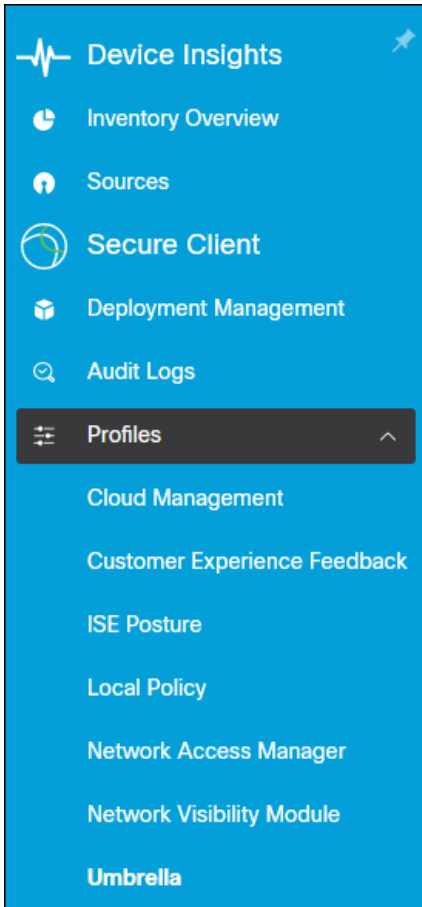 Device Insights
Inventory Overview
Sources
Secure Client
Deployment Management
Audit Logs
Profiles
Cloud Management
Customer Experience Feedback
ISE Posture
Local Policy
Network Access Manager
Network Visibility Module
Umbrella